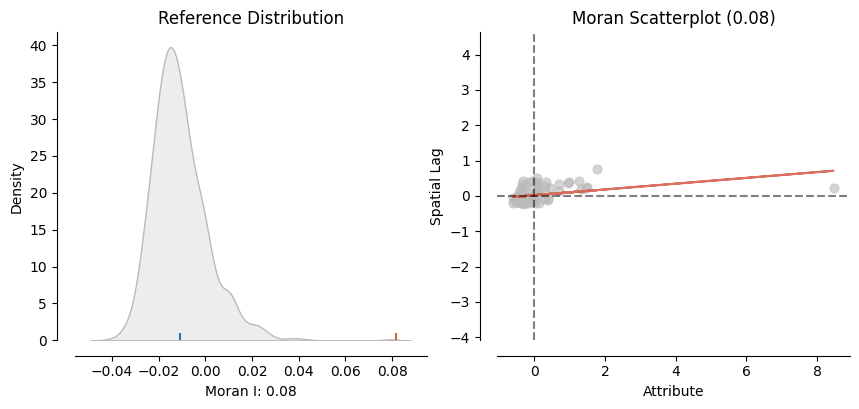 Reference Distribution
Density
40
35
30
25
20
15
10
5
0
−0.04 −0.02 0.00 0.02 0.04 0.06 0.08
Moran I: 0.08
Moran Scatterplot (0.08)
Spatial Lag
4
3
2
1
0
−1
−2
−3
−4
0 2 4 6 8
Attribute